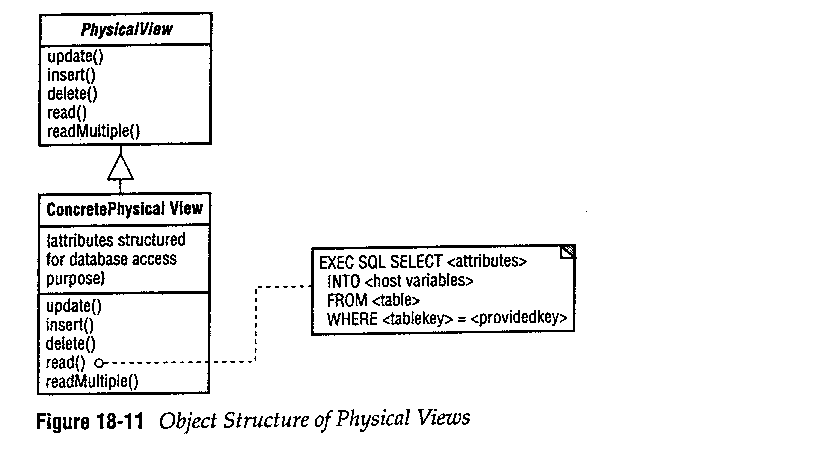 PhysicalView
update()
insert()
delete()
read()
readMultiple()
ConcretePhysical View
{attributes structured
for database access
purpose}
update()
insert()
delete()
read()
readMultiple()
EXEC SQL SELECT <attributes>
INTO <host variables>
FROM <table>
WHERE <tablekey> = <providedkey>
Figure 18-11 Object Structure of Physical Views